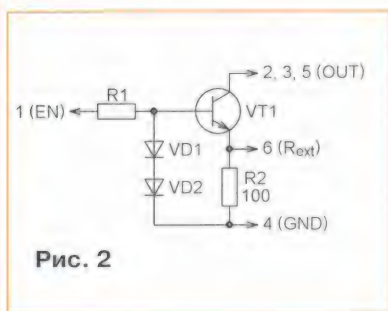 2, 3, 5 (OUT)
R1
1 (EN)
VT1
VD1
6 (Rext)
R2
100
VD2
4 (GND)
Рис. 2